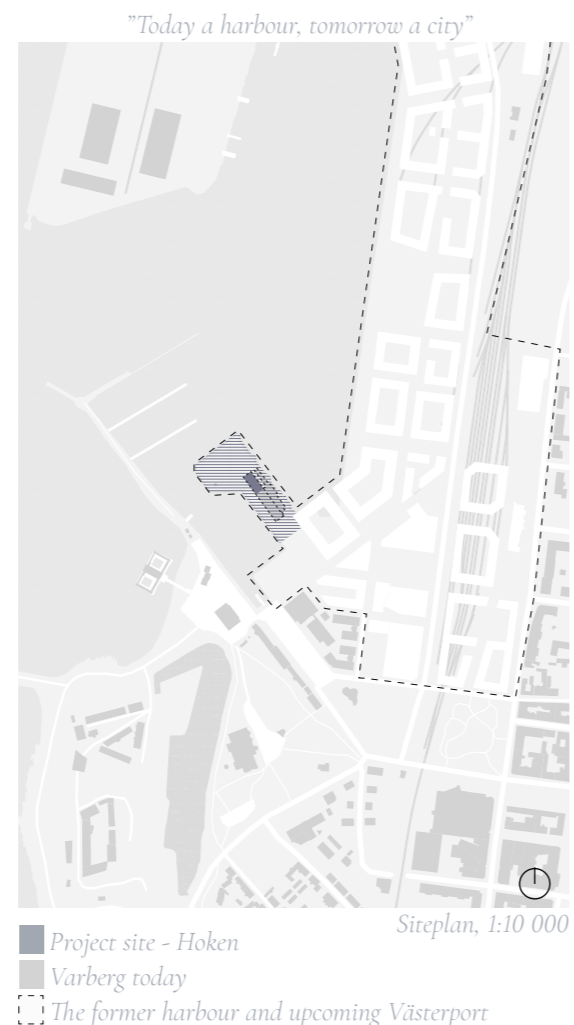 ”Today a harbour, tomorrow a city”
Siteplan, 1:10 000
Project site - Hoken
Varberg today
The former harbour and upcoming Västerport